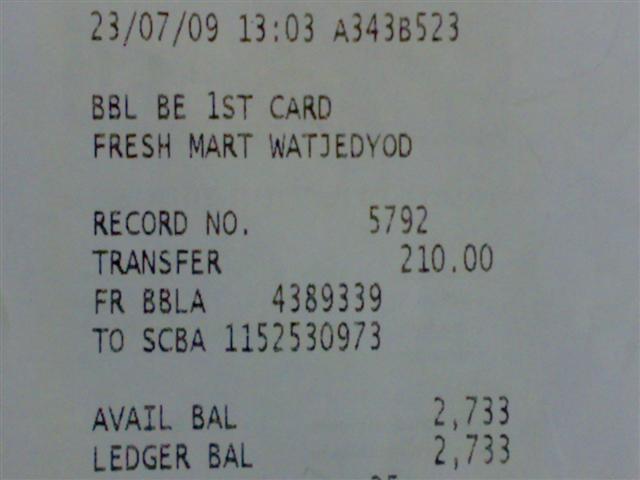 23/07/09 13:03 A343B523
BBL BE 1ST CARD
FRESH MART WATJEDYOD
RECORD NO. 5792
TRANSFER 210.00
FR BBLA 4389339
TO SCBA 1152530973
AVAIL BAL 2,733
LEDGER BAL 2,733